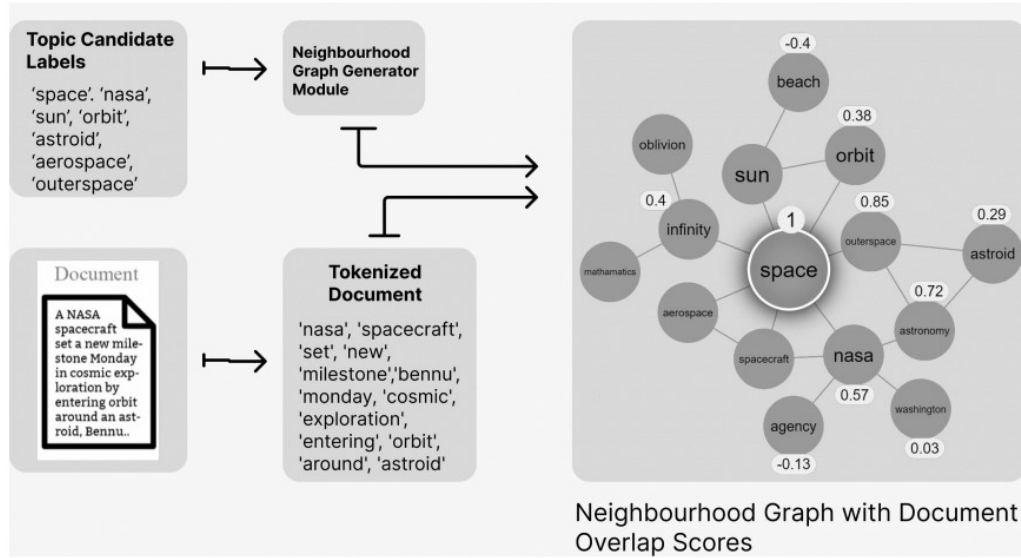 Topic Candidate
Labels
‘space’. ‘nasa’,
‘sun’, ‘orbit’,
‘astroid’,
‘aerospace’,
‘outerspace’
Neighbourhood
Graph Generator
Module
Document
A NASA
spacecraft
set a new mile-
stone Monday
in cosmic exp-
loration by
entering orbit
around an ast-
roid, Bennu..
Tokenized
Document
'nasa', 'spacecraft',
'set', 'new',
'milestone','bennu',
'monday, 'cosmic',
'exploration',
'entering', 'orbit',
'around', 'astroid'
-0.4
beach
0.38
oblivion
orbit
sun
0.4
0.85
1
0.29
infinity
outerspace
astroid
space
mathamatics
0.72
aerospace
astronomy
spacecraft
nasa
0.57
washington
agency
0.03
-0.13
Neighbourhood Graph with Document
Overlap Scores